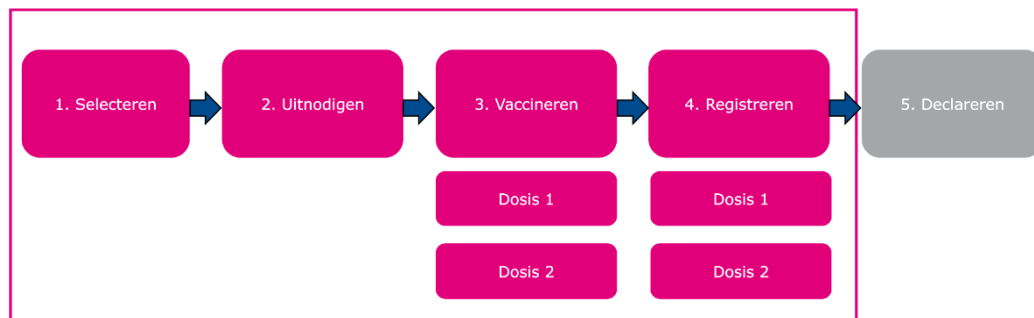 1. Selecteren
2. Uitnodigen
3. Vaccineren
4. Registreren
5. Declareren
Dosis 1
Dosis 1
Dosis 2
Dosis 2